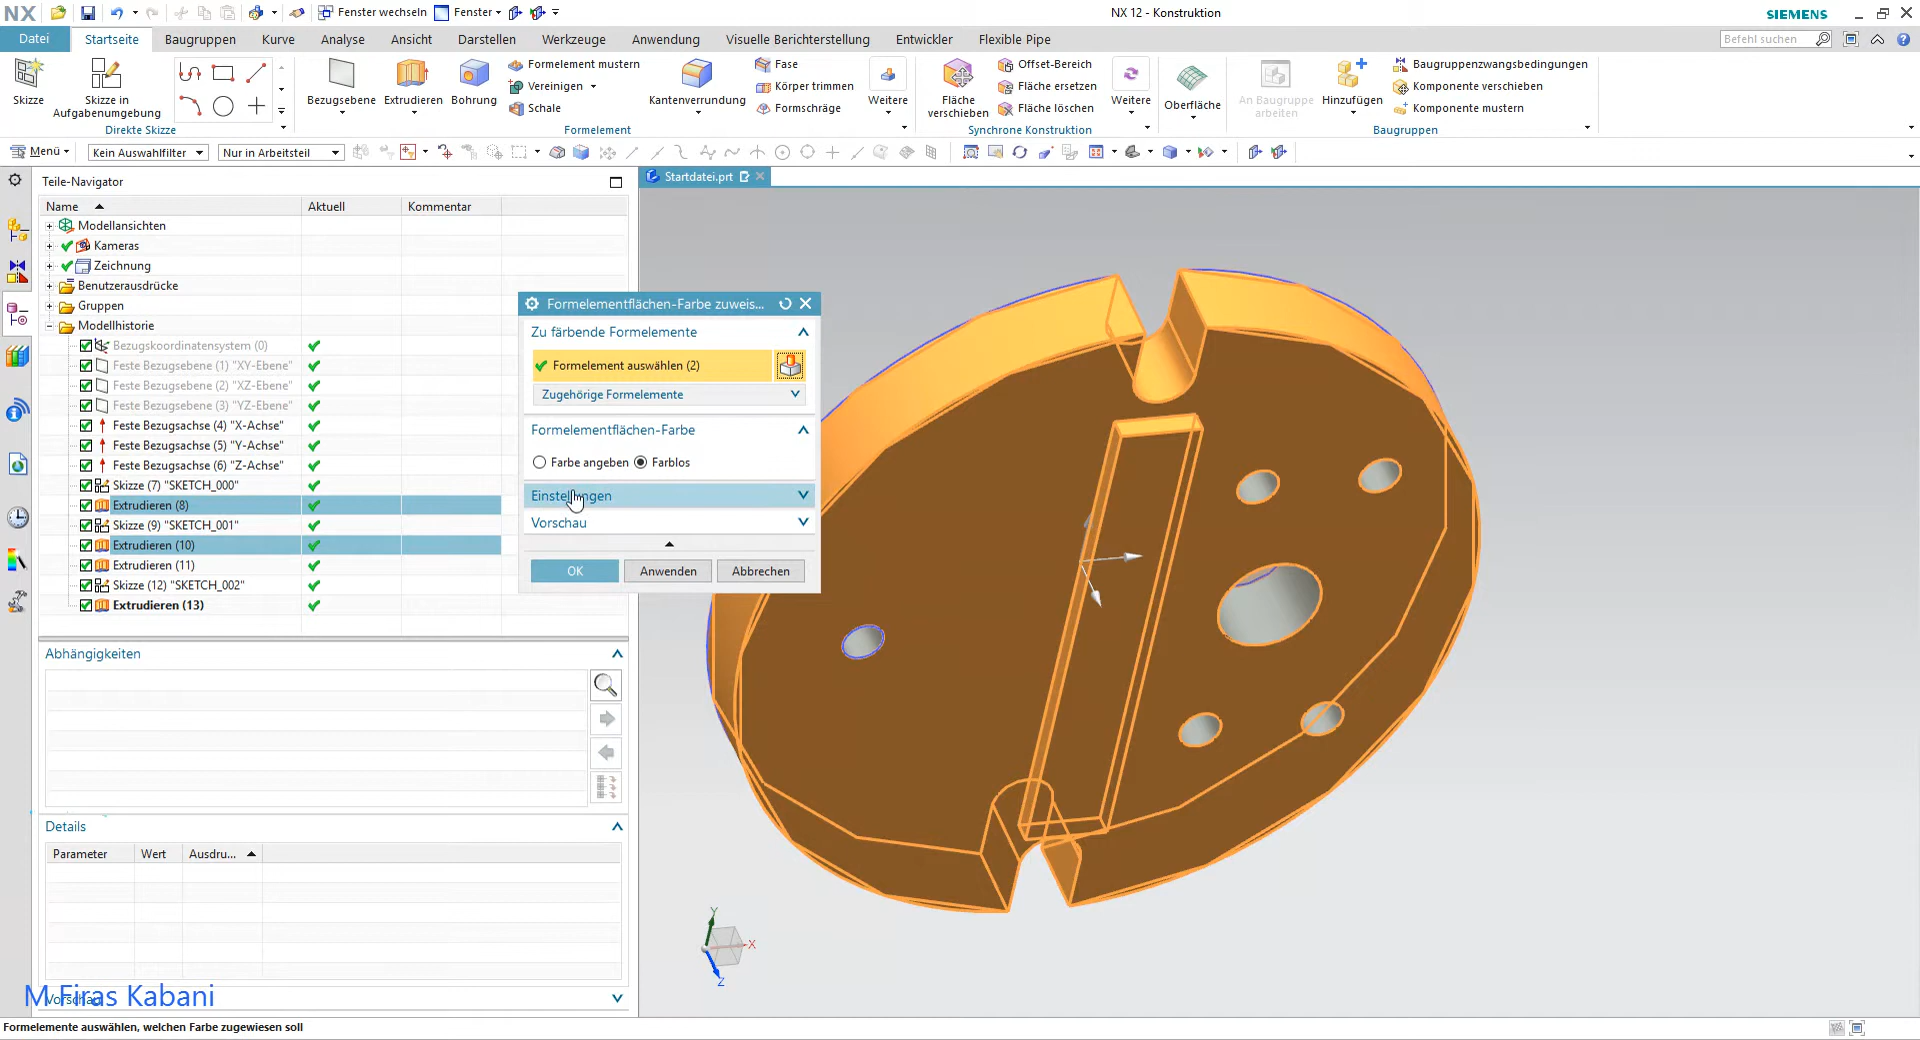 NX Fenster wechseln Fenster NX 12 - Konstruktion SIEMENS
Datei Startseite Baugruppen Kurve Analyse Ansicht Darstellen Werkzeuge Anwendung Visuelle Berichterstellung Entwickler Flexible Pipe Befehl suchen
Skizze
Skizze in
Aufgabenumgebung
Direkte Skizze
Bezugsebene Extrudieren Bohrung
Formelement mustern
Vereinigen
Schale
Kantenverrundung
Fase
Körper trimmen
Formschräge
Weitere
Formelement
Fläche
verschieben
Offset-Bereich
Fläche ersetzen
Fläche löschen
Weitere
Synchrone Konstruktion
Oberfläche
An Baugruppe
arbeiten
Hinzufügen
Baugruppenzwangsbedingungen
Komponente verschieben
Komponente mustern
Baugruppen
Menü Kein Auswahlfilter Nur in Arbeitsteil
Teile-Navigator
Startdatei.prt
Name Aktuell Kommentar
Modellansichten
Kameras
Zeichnung
Benutzerausdrücke
Gruppen
Modellhistorie
Bezugskoordinatensystem (0)
Feste Bezugsebene (1) "XY-Ebene"
Feste Bezugsebene (2) "XZ-Ebene"
Feste Bezugsebene (3) "YZ-Ebene"
Feste Bezugsachse (4) "X-Achse"
Feste Bezugsachse (5) "Y-Achse"
Feste Bezugsachse (6) "Z-Achse"
Skizze (7) "SKETCH_000"
Extrudieren (8)
Skizze (9) "SKETCH_001"
Extrudieren (10)
Extrudieren (11)
Skizze (12) "SKETCH_002"
Extrudieren (13)
Formelementflächen-Farbe zuweis...
Zu färbende Formelemente
Formelement auswählen (2)
Zugehörige Formelemente
Formelementflächen-Farbe
Farbe angeben Farblos
Einstellungen
Vorschau
OK Anwenden Abbrechen
Abhängigkeiten
Details
Parameter Wert Ausdru...
Vorschau
M.Firas Kabani
Y
X
Z
Formelemente auswählen, welchen Farbe zugewiesen soll